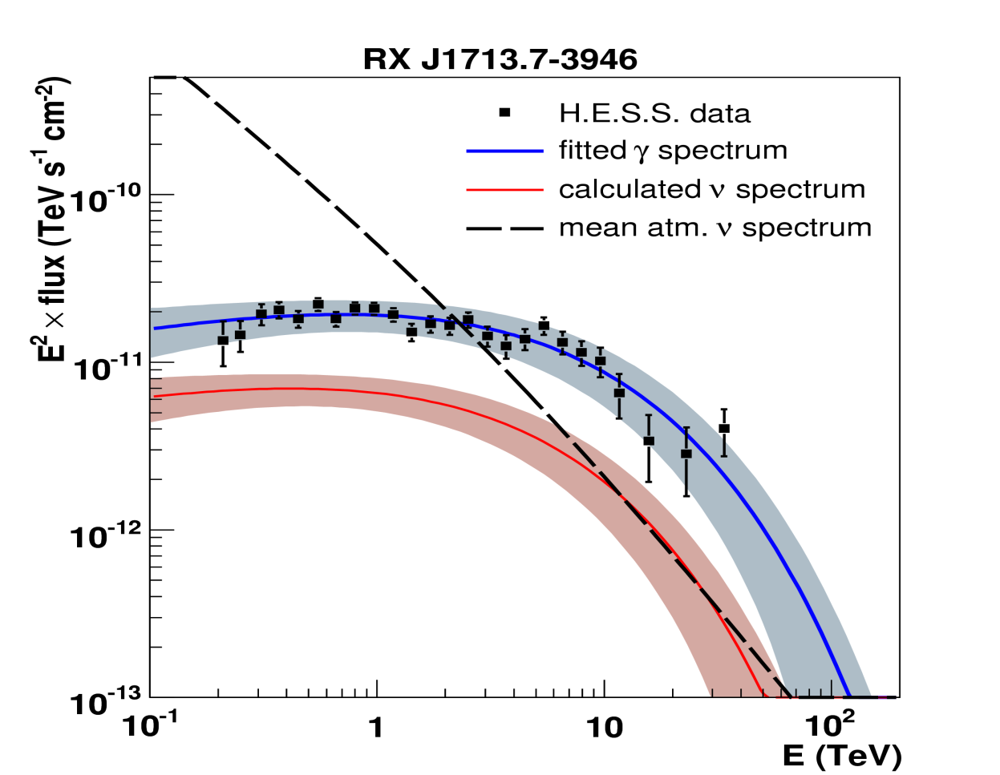 RX J1713.7-3946
E² × flux (TeV s⁻¹ cm⁻²)
H.E.S.S. data
fitted γ spectrum
calculated ν spectrum
mean atm. ν spectrum
10⁻¹⁰
10⁻¹¹
10⁻¹²
10⁻¹³
10⁻¹ 1 10 10²
E (TeV)